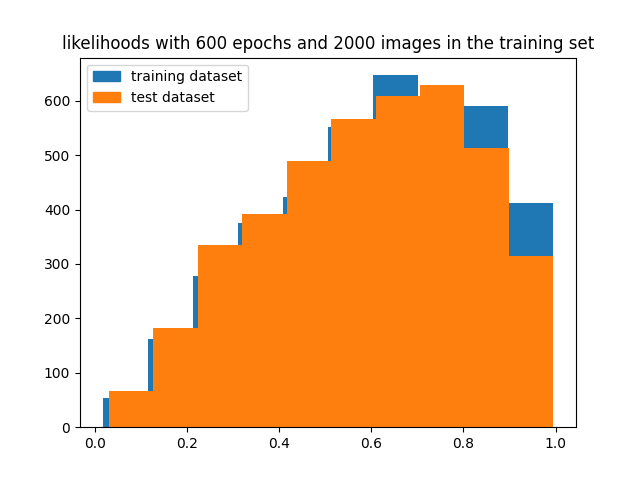 likelihoods with 600 epochs and 2000 images in the training set
training dataset
test dataset
600
500
400
300
200
100
0
0.0 0.2 0.4 0.6 0.8 1.0